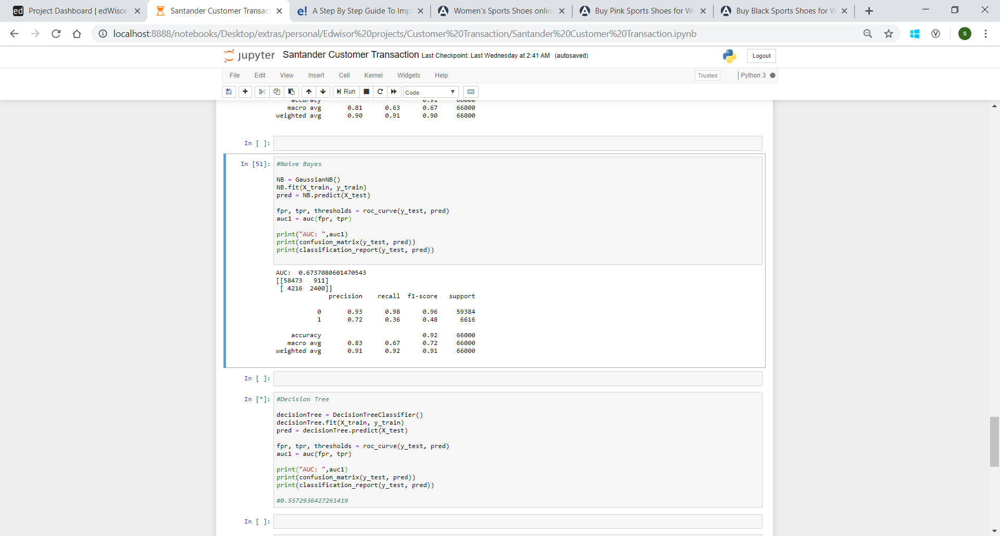 ed Project Dashboard | edWisor
Santander Customer Transact
e! A Step By Step Guide To Impl
Women's Sports Shoes onlin
Buy Pink Sports Shoes for Wo
Buy Black Sports Shoes for W
localhost:8888/notebooks/Desktop/extras/personal/Edwisor%20projects/Customer%20Transaction/Santander%20Customer%20Transaction.ipynb
S
jupyter Santander Customer Transaction Last Checkpoint: Last Wednesday at 2:41 AM (autosaved)
Logout
File Edit View Insert Cell Kernel Widgets Help
Trusted Python 3
Run Code
accuracy 0.91 66000
macro avg 0.81 0.63 0.67 66000
weighted avg 0.90 0.91 0.90 66000
In [ ]:
In [51]: #Naive Bayes
NB = GaussianNB()
NB.fit(X_train, y_train)
pred = NB.predict(X_test)
fpr, tpr, thresholds = roc_curve(y_test, pred)
auc1 = auc(fpr, tpr)
print("AUC: ",auc1)
print(confusion_matrix(y_test, pred))
print(classification_report(y_test, pred))
AUC: 0.6737080601470543
[[58473 911]
[ 4216 2400]]
precision recall f1-score support
0 0.93 0.98 0.96 59384
1 0.72 0.36 0.48 6616
accuracy 0.92 66000
macro avg 0.83 0.67 0.72 66000
weighted avg 0.91 0.92 0.91 66000
In [ ]:
In [*]: #Decision Tree
decisionTree = DecisionTreeClassifier()
decisionTree.fit(X_train, y_train)
pred = decisionTree.predict(X_test)
fpr, tpr, thresholds = roc_curve(y_test, pred)
auc1 = auc(fpr, tpr)
print("AUC: ",auc1)
print(confusion_matrix(y_test, pred))
print(classification_report(y_test, pred))
#0.5572936427261419
In [ ]: